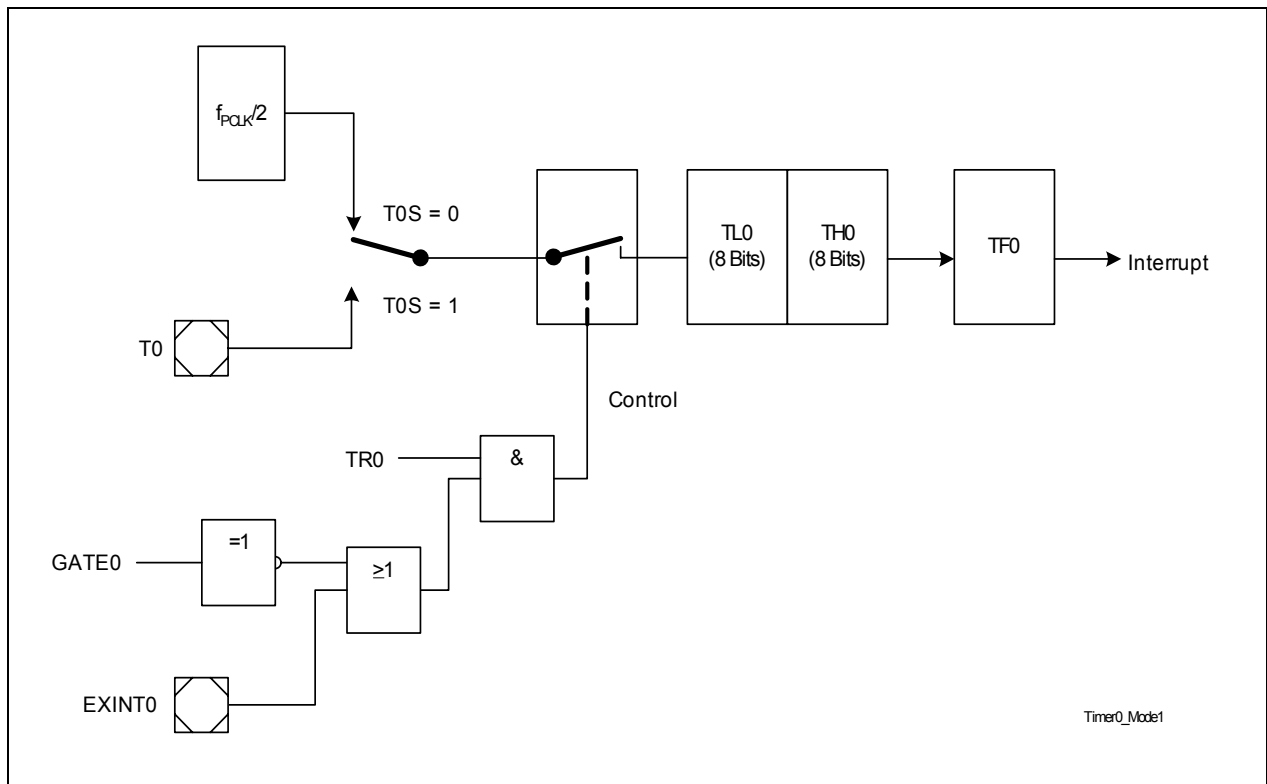 fPCLK/2
T0S = 0
T0S = 1
T0
TL0
(8 Bits)
TH0
(8 Bits)
TF0
Interrupt
Control
TR0
&
=1
GATE0
≥1
EXINT0
Timer0_Mode1